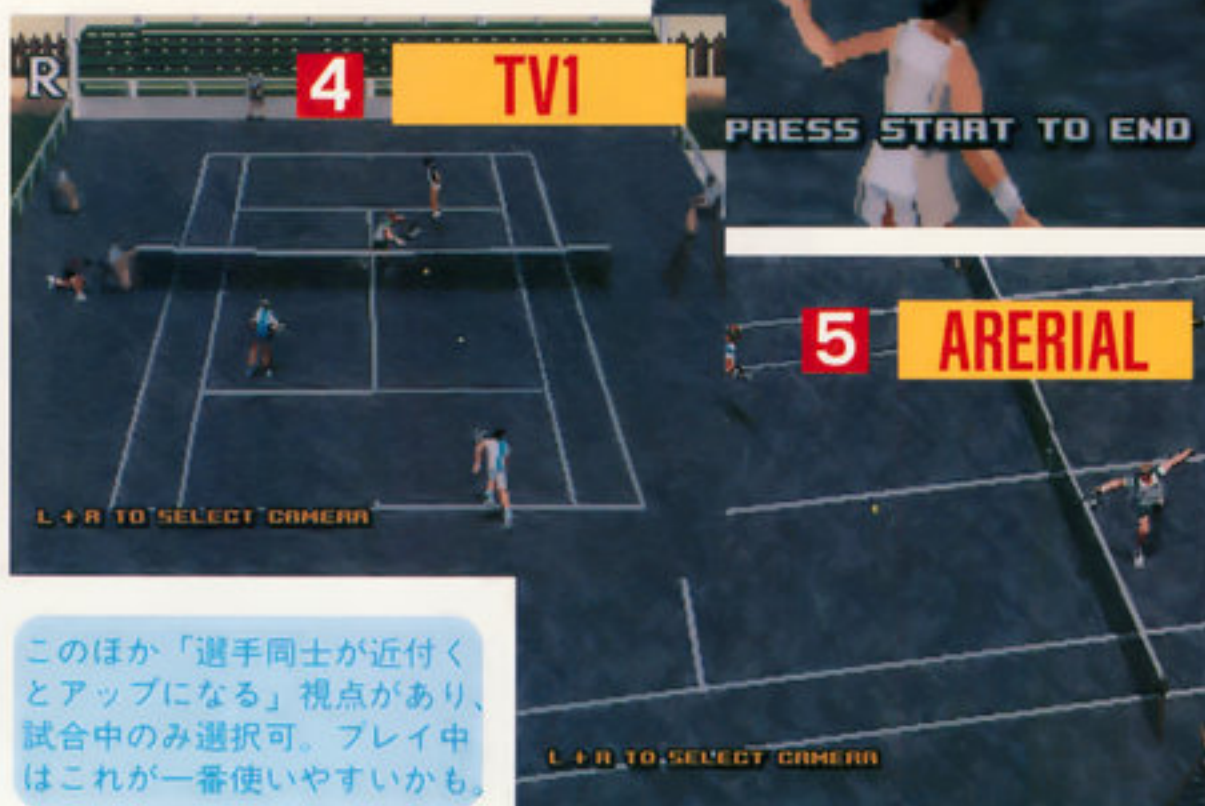 R
4 TV1
PRESS START TO END
5 ARERIAL
L + R TO SELECT CAMERA
L + R TO SELECT CAMERA
このほか「選手同士が近付く
とアップになる」視点があり、
試合中のみ選択可。プレイ中
はこれが一番使いやすいかも。